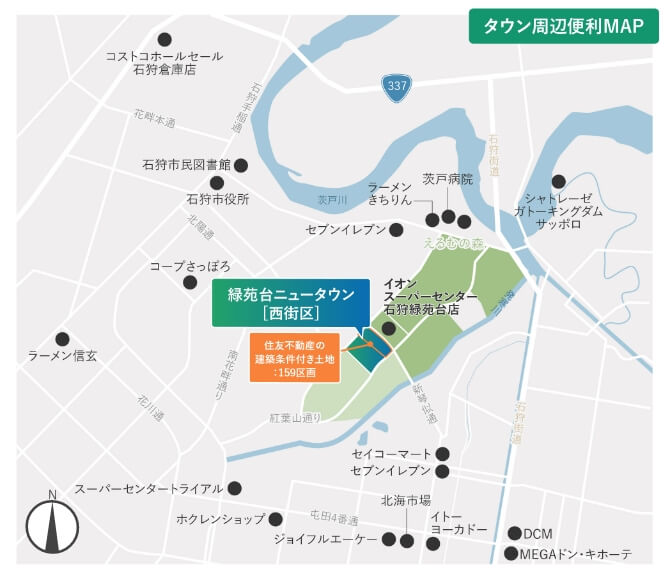 タウン周辺便利MAP
コストコホールセール
石狩倉庫店
337
石狩手稲通
花畔本通
石狩街道
石狩市民図書館
石狩市役所
茨戸川
ラーメン
きちりん
茨戸病院
シャトレーゼ
ガトーキングダム
サッポロ
北陽通
セブンイレブン
えるむの森
コープさっぽろ
緑苑台ニュータウン
[西街区]
イオン
スーパーセンター
石狩緑苑台店
発寒川
住友不動産の
建築条件付き土地
:159区画
ラーメン信玄
南花畔通り
花川通
紅葉山通り
新琴似通
石狩街道
セイコーマート
セブンイレブン
スーパーセンタートライアル
ホクレンショップ
屯田4番通
北海市場
イトー
ヨーカドー
ジョイフルエーケー
DCM
MEGAドン・キホーテ
N